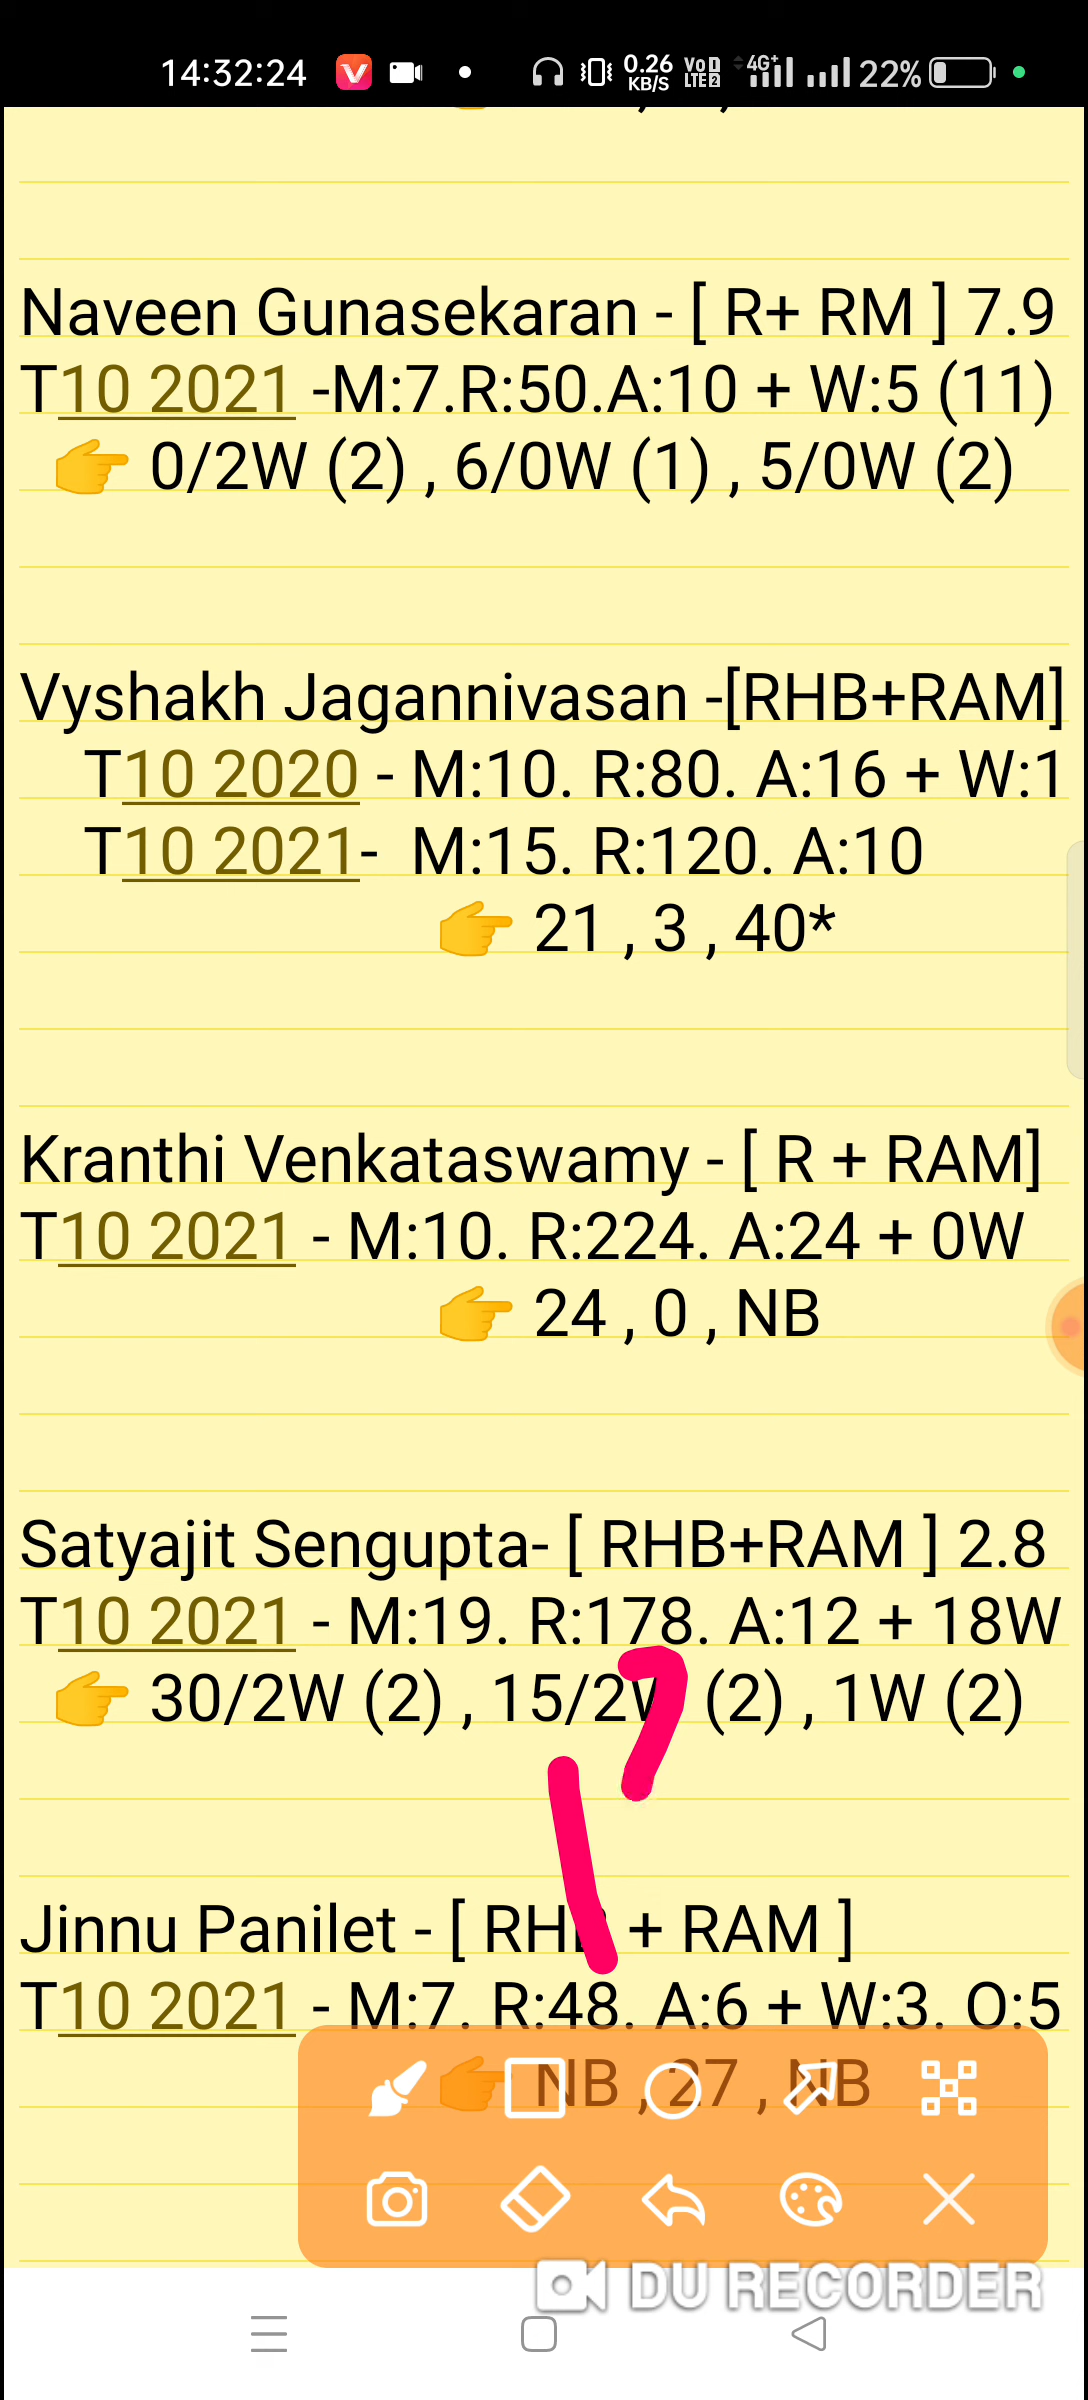 14:32:24 0.26 KB/S VoD LTE 2 4G+ 22%
Naveen Gunasekaran - [ R+ RM ] 7.9
T10 2021 -M:7.R:50.A:10 + W:5 (11)
👉 0/2W (2) , 6/0W (1) , 5/0W (2)
Vyshakh Jagannivasan -[RHB+RAM]
T10 2020 - M:10. R:80. A:16 + W:1
T10 2021- M:15. R:120. A:10
👉 21 , 3 , 40*
Kranthi Venkataswamy - [ R + RAM]
T10 2021 - M:10. R:224. A:24 + 0W
👉 24 , 0 , NB
Satyajit Sengupta- [ RHB+RAM ] 2.8
T10 2021 - M:19. R:178. A:12 + 18W
👉 30/2W (2) , 15/2W (2) , 1W (2)
Jinnu Panilet - [ RHB + RAM ]
T10 2021 - M:7. R:48. A:6 + W:3. O:5
👉 NB , 27 , NB
DU RECORDER